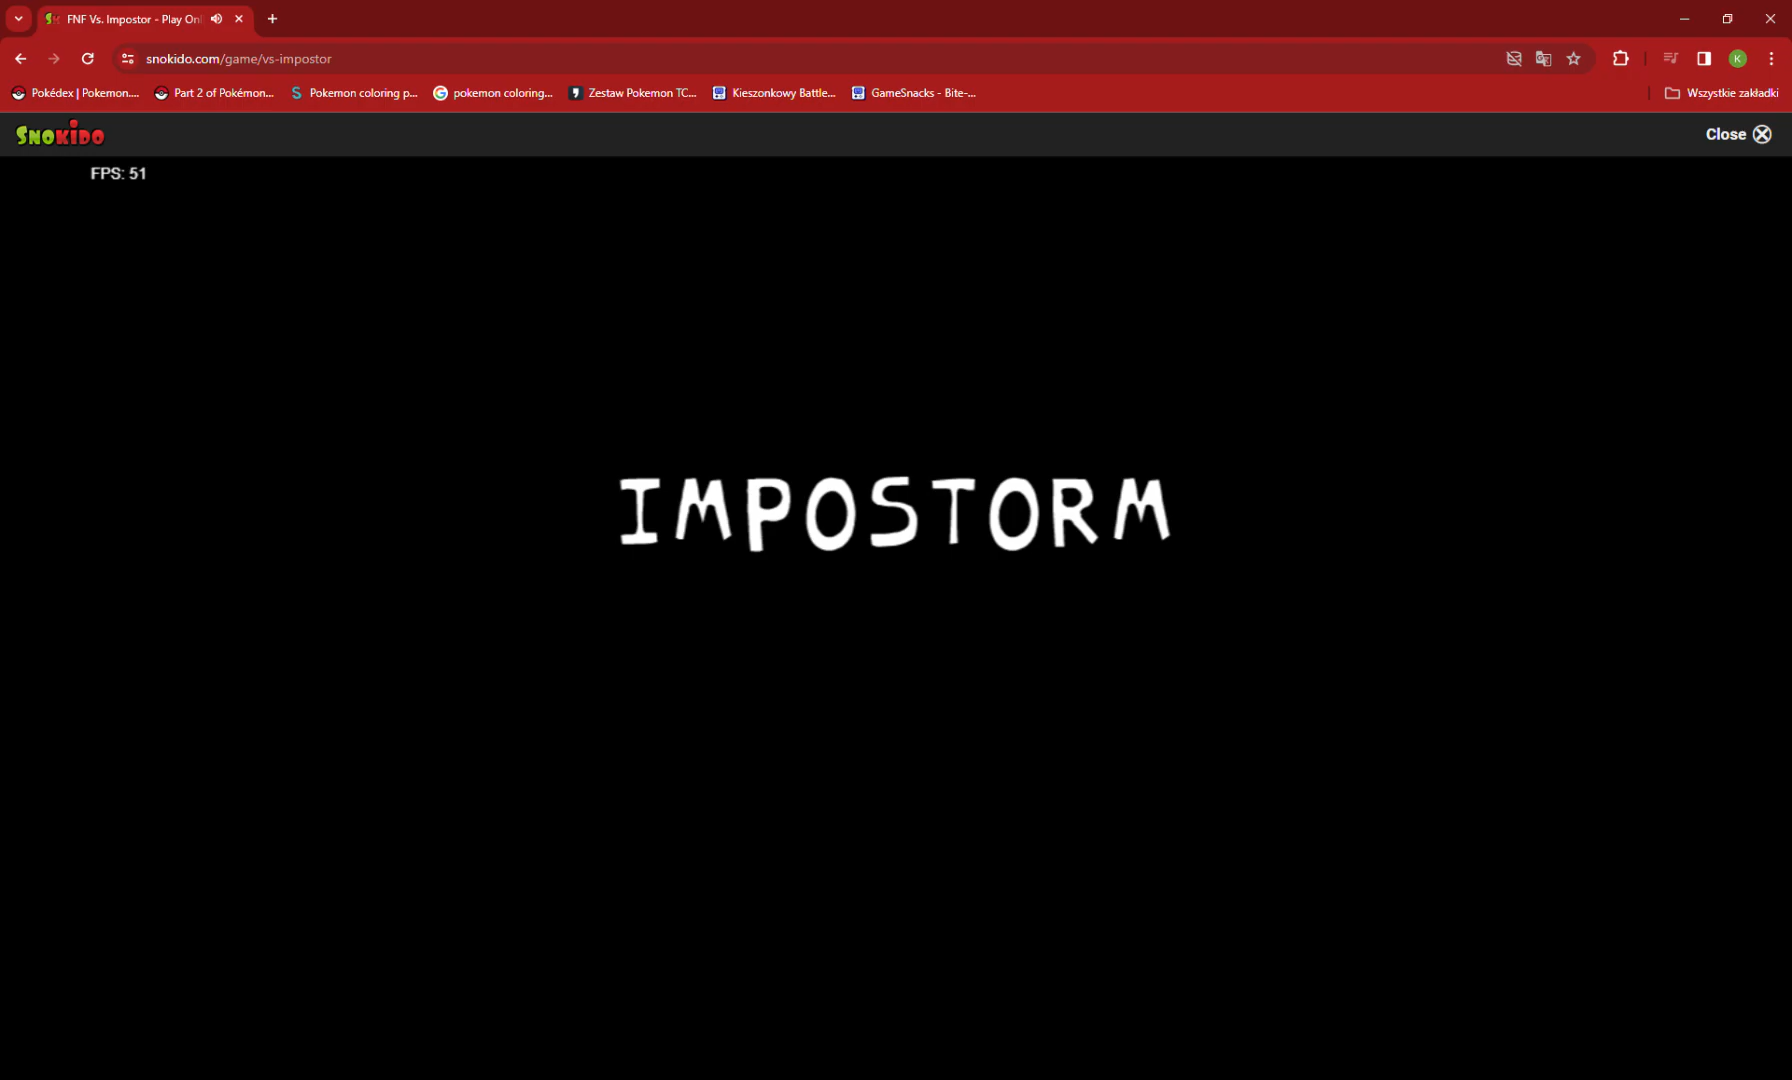 FNF Vs. Impostor - Play Onl
snokido.com/game/vs-impostor
K
Pokédex | Pokemon....
Part 2 of Pokémon...
Pokemon coloring p...
pokemon coloring...
Zestaw Pokemon TC...
Kieszonkowy Battle...
GameSnacks - Bite-...
Wszystkie zakładki
SNOKIDO
Close
FPS: 51
IMPOSTORM